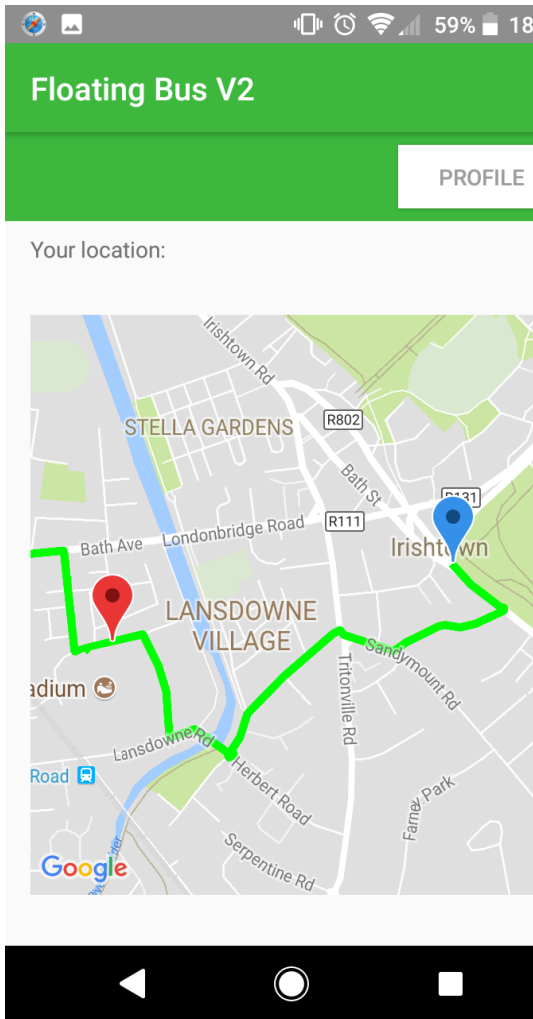 59% 18
Floating Bus V2
PROFILE
Your location:
Irishtown Rd
STELLA GARDENS
R802
Bath St
R131
Londonbridge Road
R111
Bath Ave
Irishtown
LANSDOWNE
VILLAGE
adium
Sandymount Rd
Tritonville Rd
Lansdowne Rd
Road
Herbert Road
Farney Park
Serpentine Rd
Google